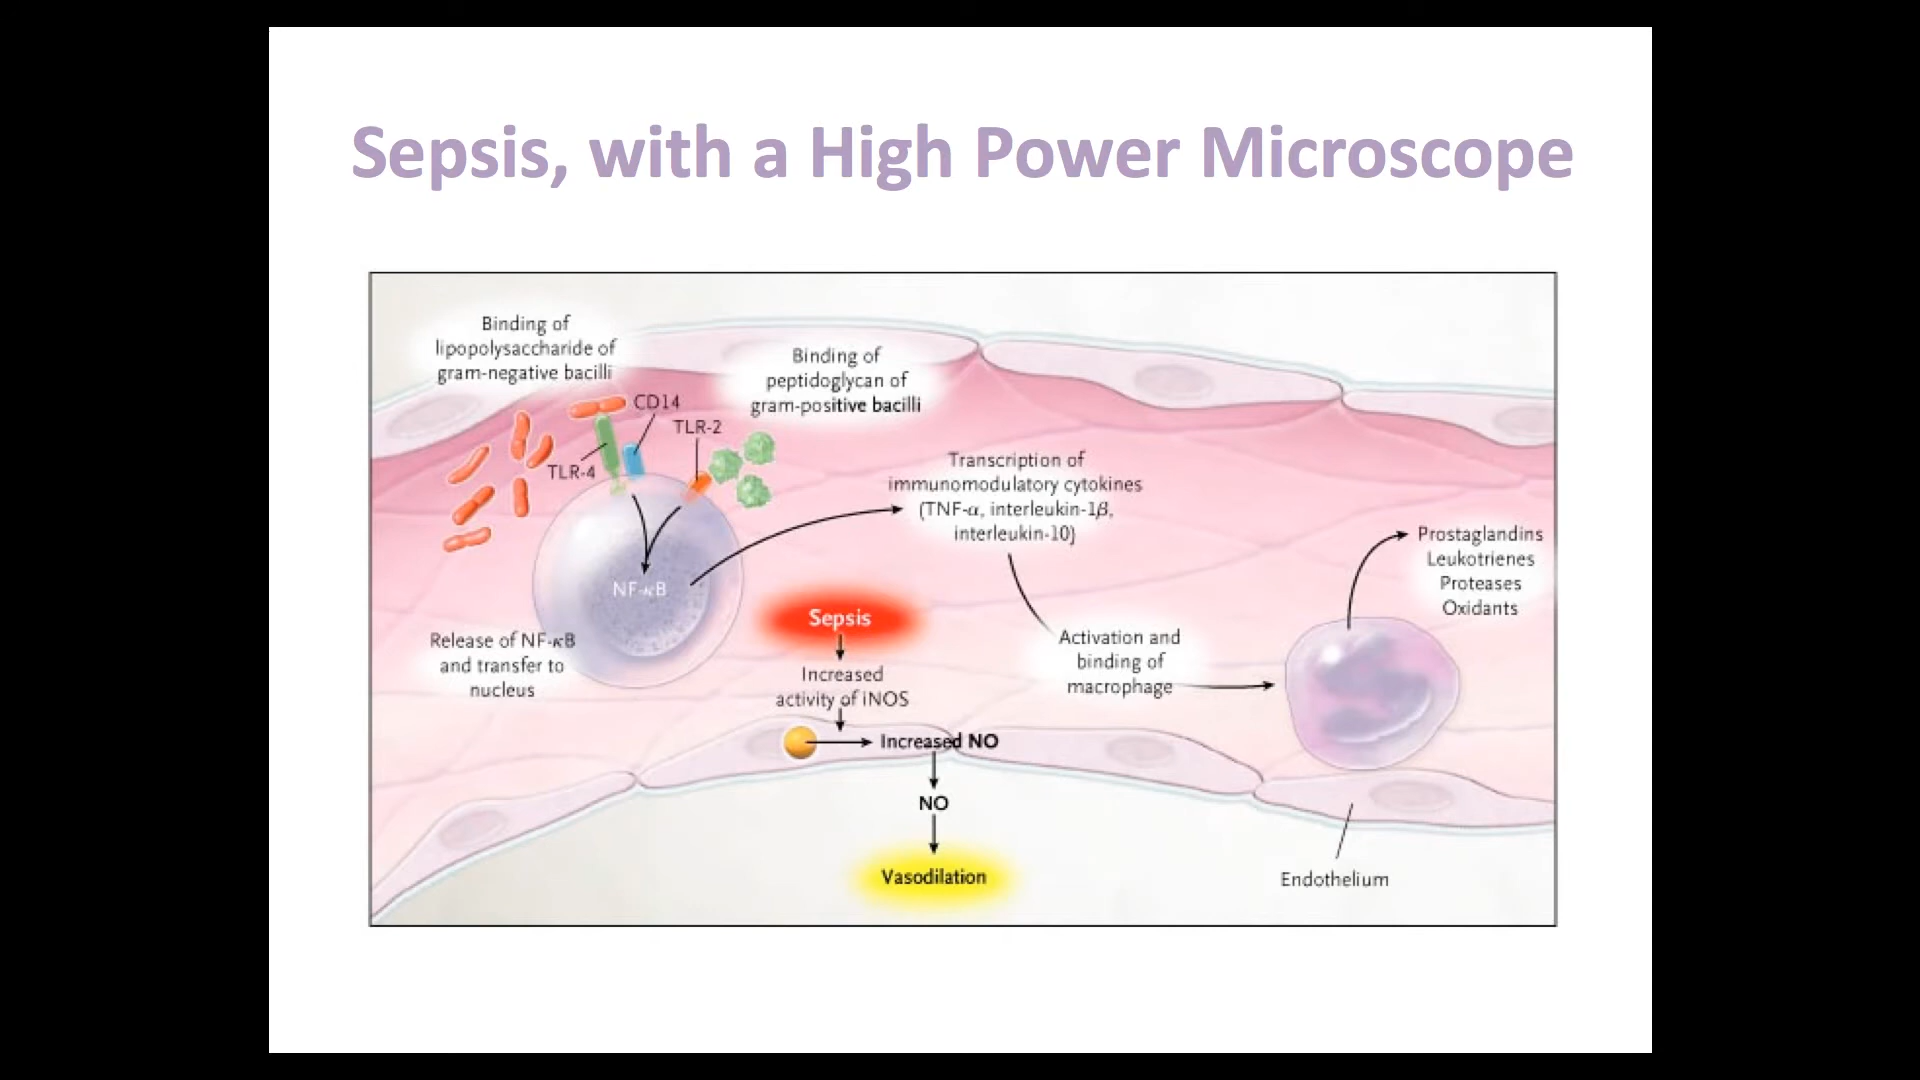 Sepsis, with a High Power Microscope
Binding of
lipopolysaccharide of
gram-negative bacilli
Binding of
peptidoglycan of
gram-positive bacilli
CD14
TLR-2
TLR-4
Transcription of
immunomodulatory cytokines
(TNF-α, interleukin-1β,
interleukin-10)
Prostaglandins
Leukotrienes
Proteases
Oxidants
NF-κB
Release of NF-κB
and transfer to
nucleus
Sepsis
Increased
activity of iNOS
Activation and
binding of
macrophage
Increased NO
NO
Vasodilation
Endothelium